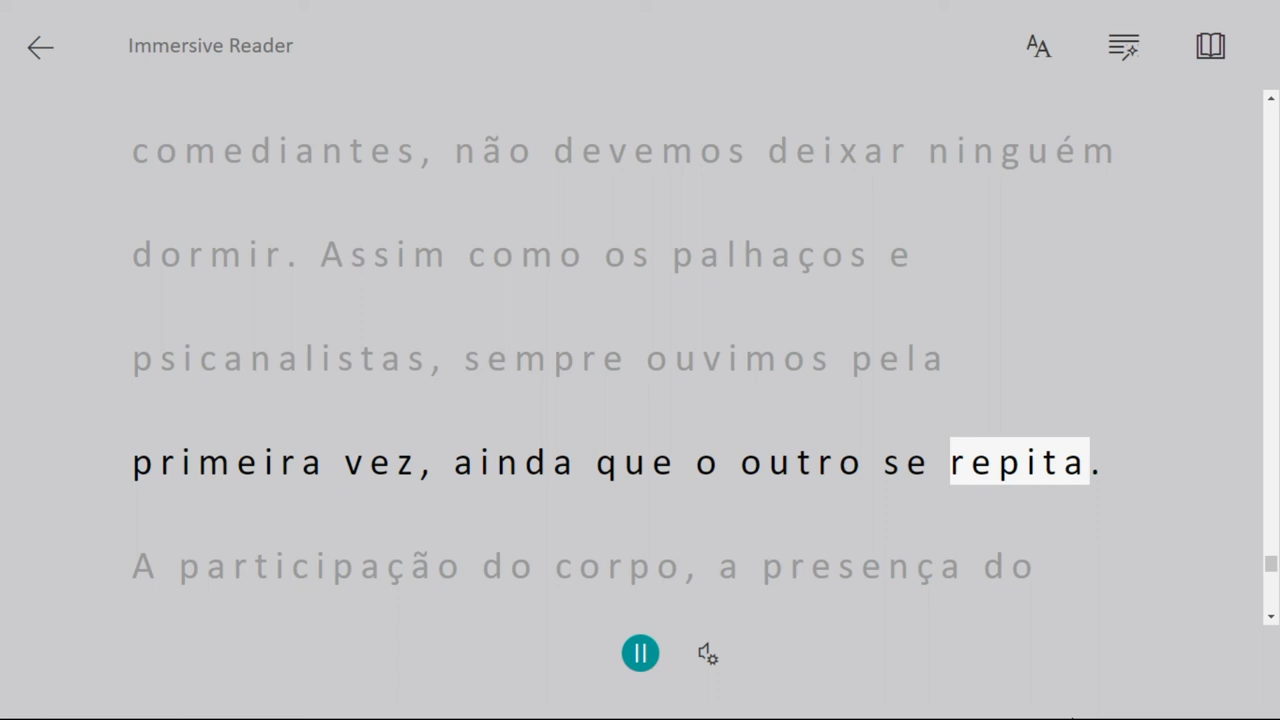 Immersive Reader
comediantes, não devemos deixar ninguém
dormir. Assim como os palhaços e
psicanalistas, sempre ouvimos pela
primeira vez, ainda que o outro se repita.
A participação do corpo, a presença do